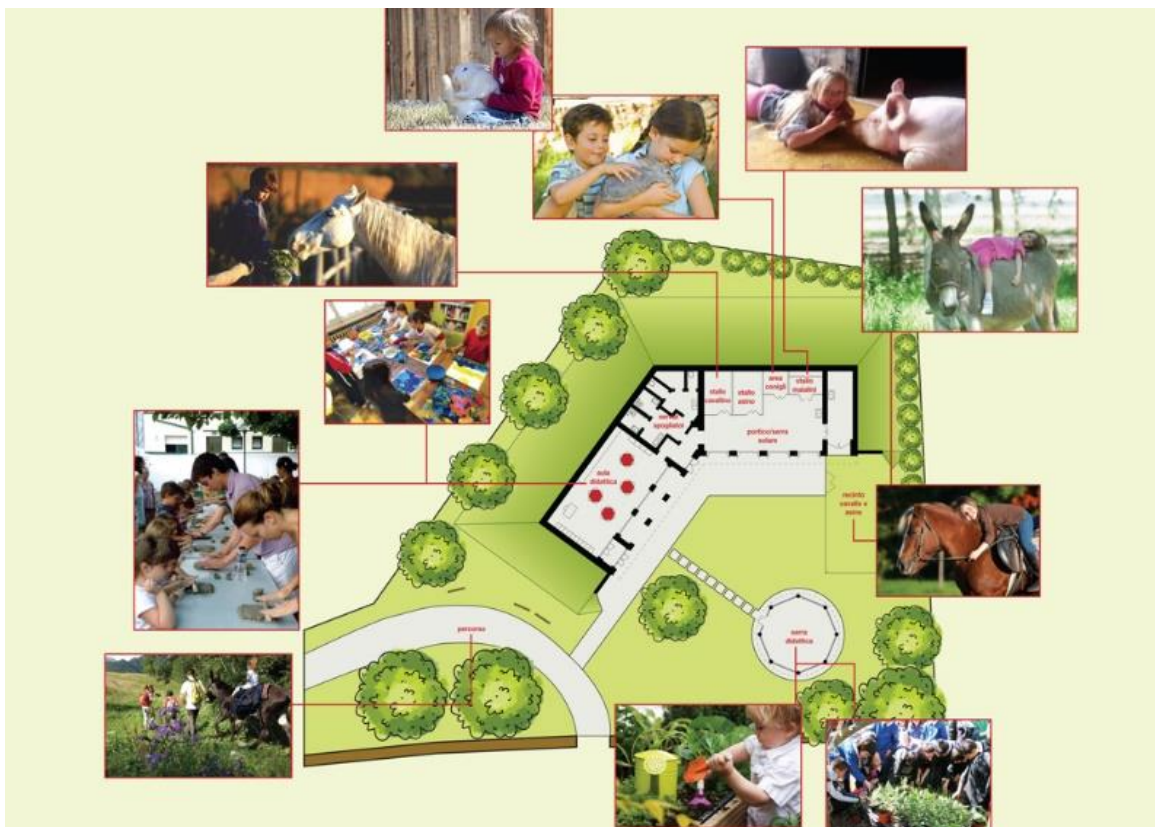 stallo
cavallino
stallo
asino
area
conigli
stallo
maialini
servizi
spogliatoi
portico/serra
solare
aula
didattica
recinto
cavallo e
asino
percorso
serra
didattica